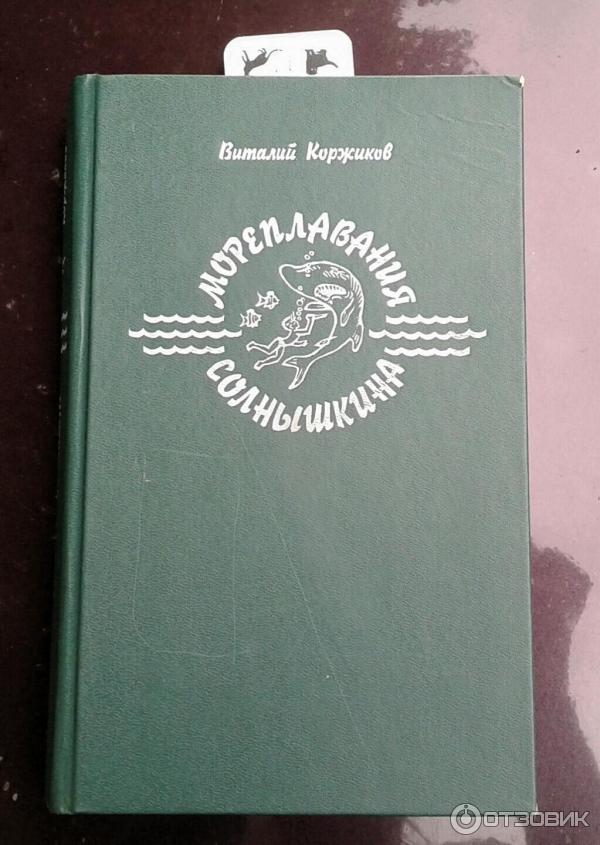 Виталий Коржиков
МОРЕПЛАВАНИЯ
СОЛНЫШКИНА
ОТЗОВИК